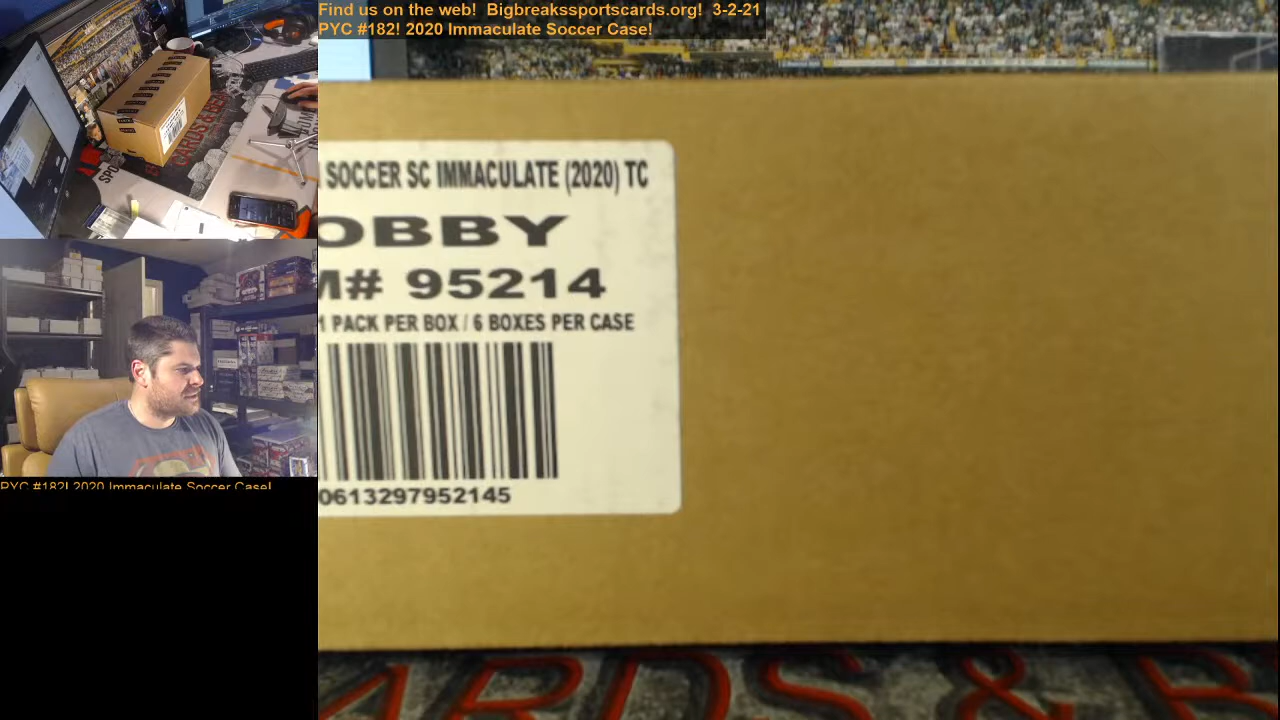 Find us on the web!  Bigbreakssportscards.org!  3-2-21
PYC #182! 2020 Immaculate Soccer Case!
SOCCER SC IMMACULATE (2020) TC
OBBY
M# 95214
1 PACK PER BOX / 6 BOXES PER CASE
0613297952145
PYC #182! 2020 Immaculate Soccer Case!
CARDS & B
ARDS & B